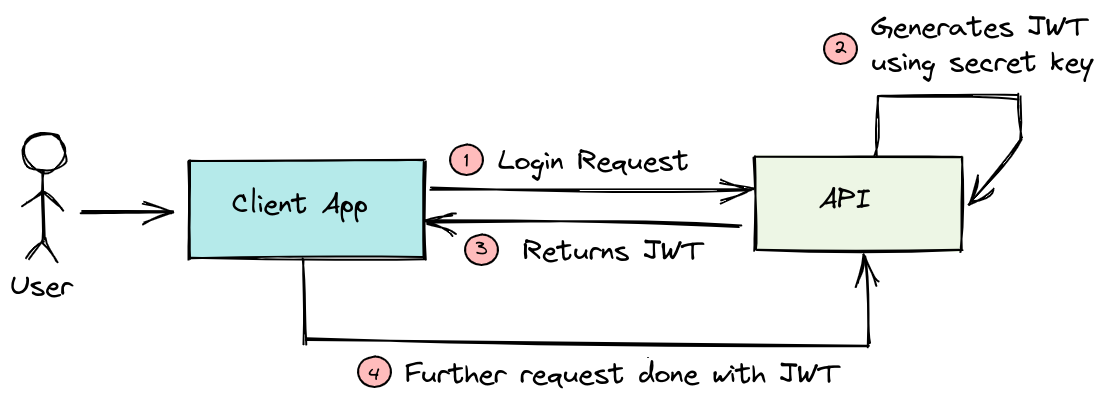 2 Generates JWT
using secret key
1 Login Request
Client App
API
3 Returns JWT
User
4 Further request done with JWT